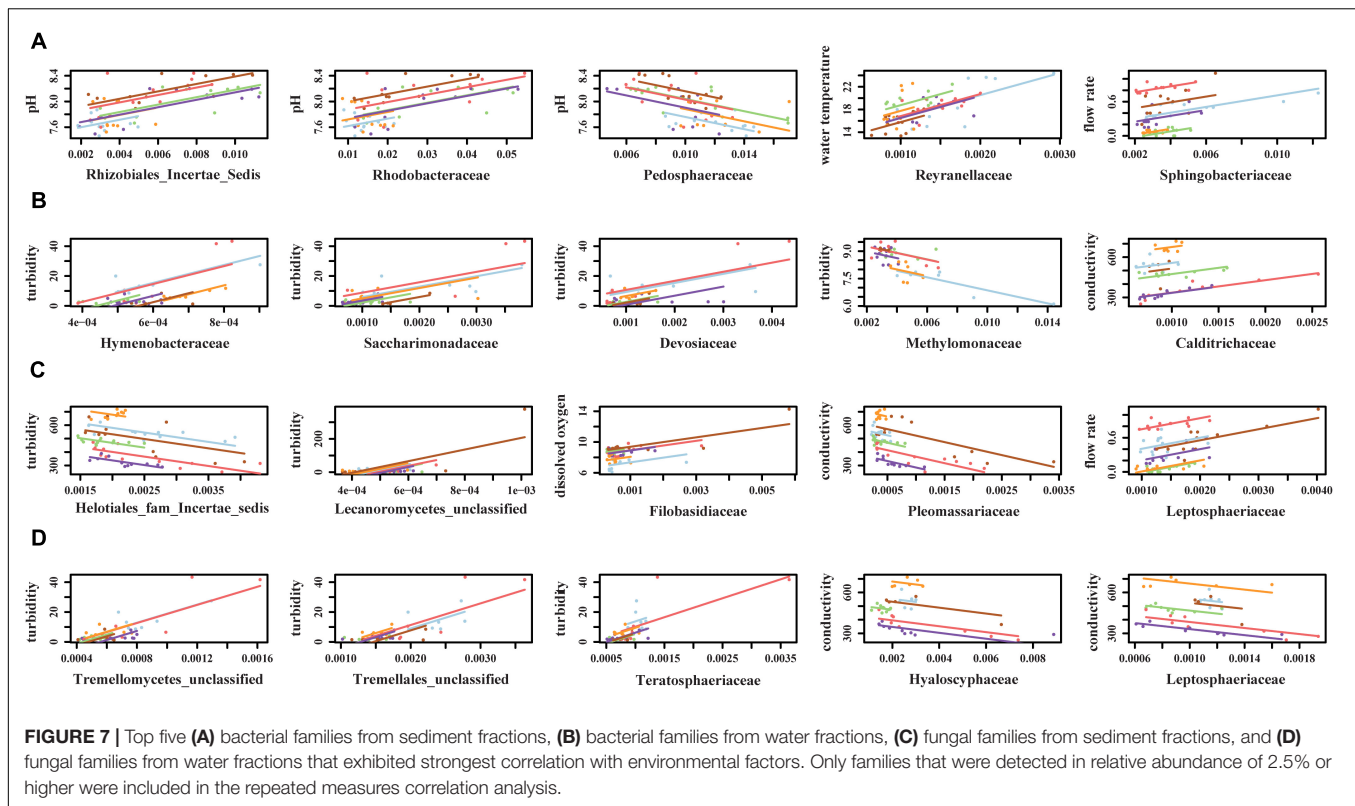 A
pH
7.6 8.0 8.4
0.002 0.004 0.006 0.008 0.010
Rhizobiales_Incertae_Sedis
pH
7.6 8.0 8.4
0.01 0.02 0.03 0.04 0.05
Rhodobacteraceae
pH
7.6 8.0 8.4
0.006 0.010 0.014
Pedosphaeraceae
water temperature
14 16 18 22
0.0010 0.0020 0.0030
Reyranellaceae
flow rate
0.0 0.6
0.002 0.006 0.010
Sphingobacteriaceae
B
turbidity
0 10 20 40
4e−04 6e−04 8e−04
Hymenobacteraceae
turbidity
0 10 20 40
0.0010 0.0030
Saccharimonadaceae
turbidity
0 10 20 40
0.001 0.002 0.003 0.004
Devosiaceae
turbidity
6.0 7.5 9.0
0.002 0.006 0.010 0.014
Methylomonaceae
conductivity
300 600
0.0010 0.0015 0.0020 0.0025
Calditrichaceae
C
turbidity
300 600
0.0015 0.0025 0.0035
Helotiales_fam_Incertae_sedis
turbidity
0 200
4e−04 6e−04 8e−04 1e−03
Lecanoromycetes_unclassified
dissolved oxygen
6 8 10 14
0.001 0.003 0.005
Filobasidiaceae
conductivity
300 600
0.0005 0.0015 0.0025 0.0035
Pleomassariaceae
flow rate
0.0 0.6
0.0010 0.0020 0.0030 0.0040
Leptosphaeriaceae
D
turbiditiy
0 10 20 40
0.0004 0.0008 0.0012 0.0016
Tremellomycetes_unclassified
turbidity
0 10 20 40
0.0010 0.0020 0.0030
Tremellales_unclassified
turbidity
0 10 20 40
0.0005 0.0015 0.0025 0.0035
Teratosphaeriaceae
conductivity
300 600
0.002 0.004 0.006 0.008
Hyaloscyphaceae
conductivity
300 600
0.0006 0.0010 0.0014 0.0018
Leptosphaeriaceae
FIGURE 7 | Top five (A) bacterial families from sediment fractions, (B) bacterial families from water fractions, (C) fungal families from sediment fractions, and (D)
fungal families from water fractions that exhibited strongest correlation with environmental factors. Only families that were detected in relative abundance of 2.5% or
higher were included in the repeated measures correlation analysis.